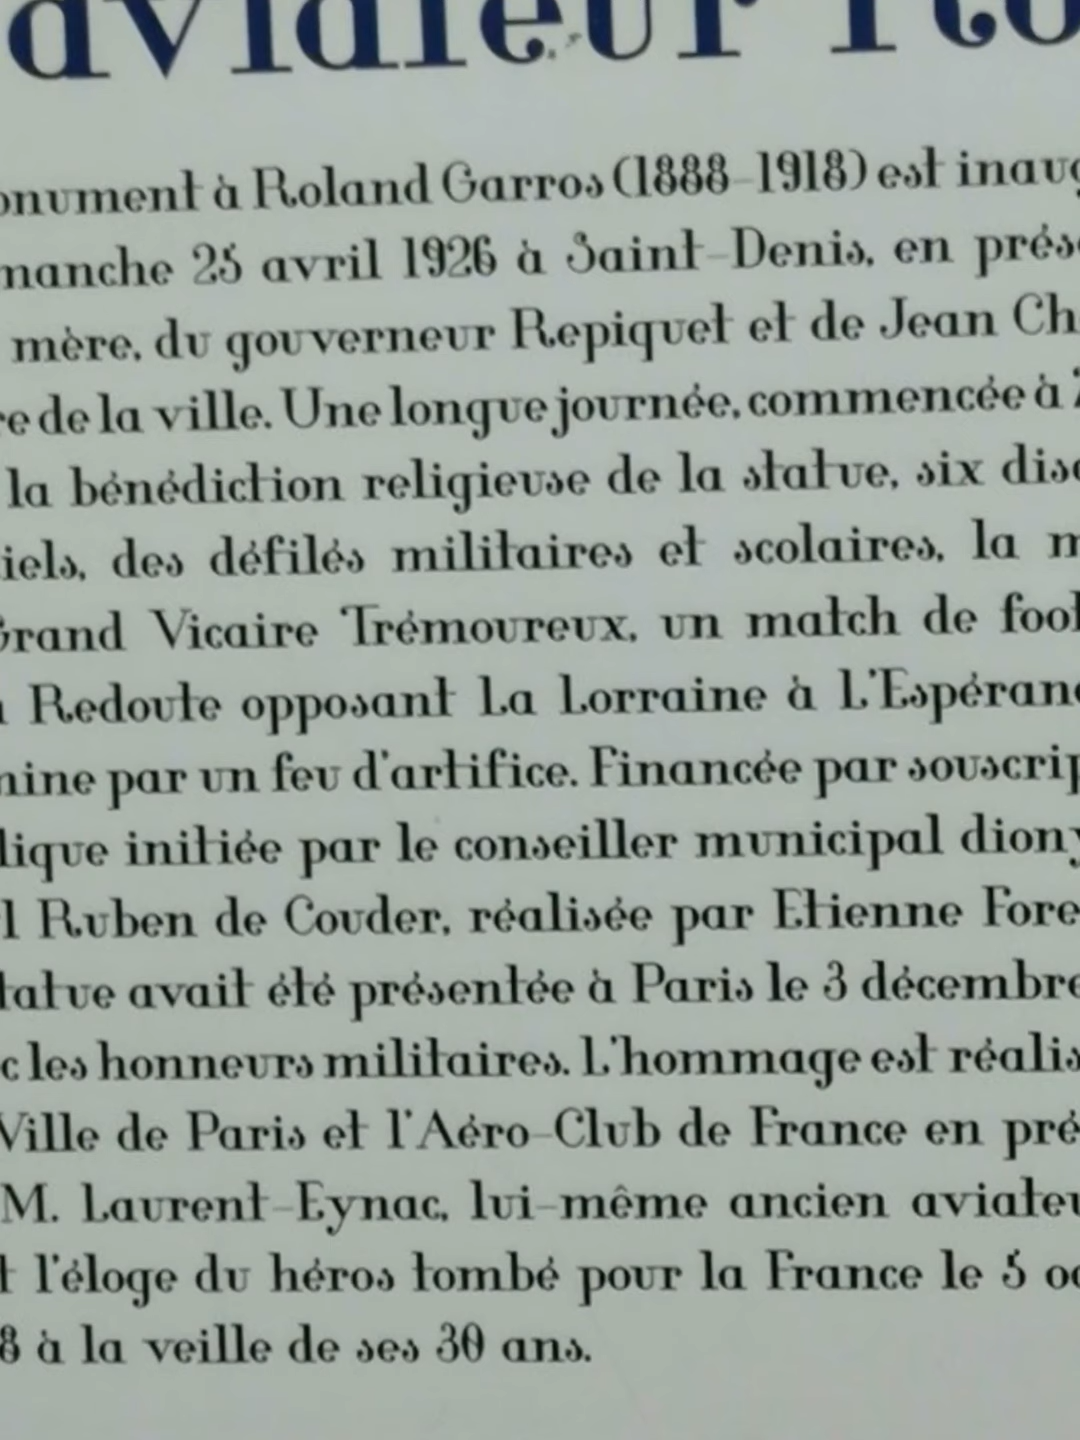 aviateur Ro
onument à Roland Garros (1888-1918) est inaug
manche 25 avril 1926 à Saint-Denis, en prés
mère, du gouverneur Repiquet et de Jean Ch
re de la ville. Une longue journée, commencée à
la bénédiction religieuse de la statue, six disc
iels, des défilés militaires et scolaires, la m
Grand Vicaire Trémoureux, un match de foot
Redoute opposant La Lorraine à L'Espéranc
mine par un feu d'artifice. Financée par souscrip
lique initiée par le conseiller municipal diony
l Ruben de Couder, réalisée par Etienne Fore
tatue avait été présentée à Paris le 3 décembre
c les honneurs militaires. L'hommage est réalis
Ville de Paris et l'Aéro-Club de France en pré
M. Laurent-Eynac, lui-même ancien aviateu
t l'éloge du héros tombé pour la France le 5 oc
8 à la veille de ses 30 ans.